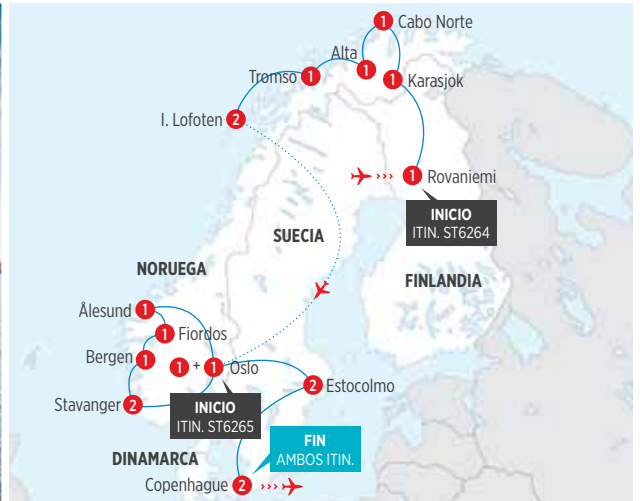 1 Cabo Norte
Alta 1
Tromso 1
1 Karasjok
I. Lofoten 2
1 Rovaniemi
INICIO
ITIN. ST6264
SUECIA
NORUEGA
FINLANDIA
Ålesund 1
1 Fiordos
Bergen 1
1 + 1 Oslo
2 Estocolmo
Stavanger 2
INICIO
ITIN. ST6265
FIN
AMBOS ITIN.
DINAMARCA
Copenhague 2